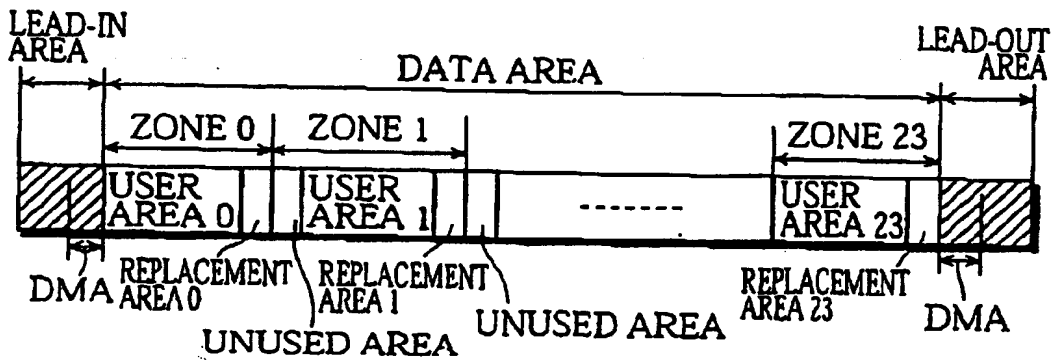 LEAD-IN
AREA
DATA AREA
LEAD-OUT
AREA
ZONE 0
ZONE 1
ZONE 23
USER
AREA 0
USER
AREA 1
USER
AREA 23
DMA
REPLACEMENT
AREA 0
REPLACEMENT
AREA 1
REPLACEMENT
AREA 23
DMA
UNUSED AREA
UNUSED AREA